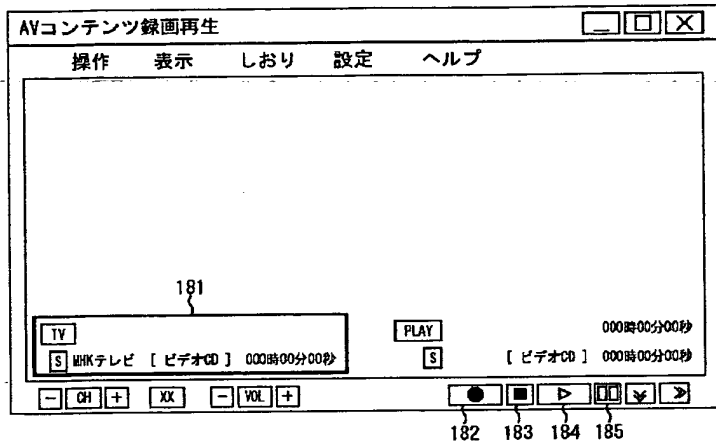 AVコンテンツ録画再生
操作 表示 しおり 設定 ヘルプ
181
TV
S MHKテレビ [ ビデオCD ] 000時00分00秒
PLAY 000時00分00秒
S [ ビデオCD ] 000時00分00秒
− CH + XX − VOL +
182 183 184 185